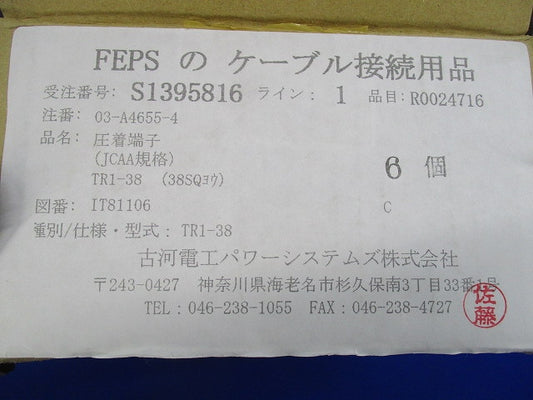 FEPS の ケーブル接続用品
受注番号: S1395816 ライン: 1 品目: R0024716
注番: 03-A4655-4
品名: 圧着端子
(JCAA規格)
TR1-38 (38SQヨウ) 6 個
図番: IT81106 C
種別/仕様・型式: TR1-38
古河電工パワーシステムズ株式会社
〒243-0427 神奈川県海老名市杉久保南3丁目33番1号
TEL: 046-238-1055 FAX: 046-238-4727
佐藤